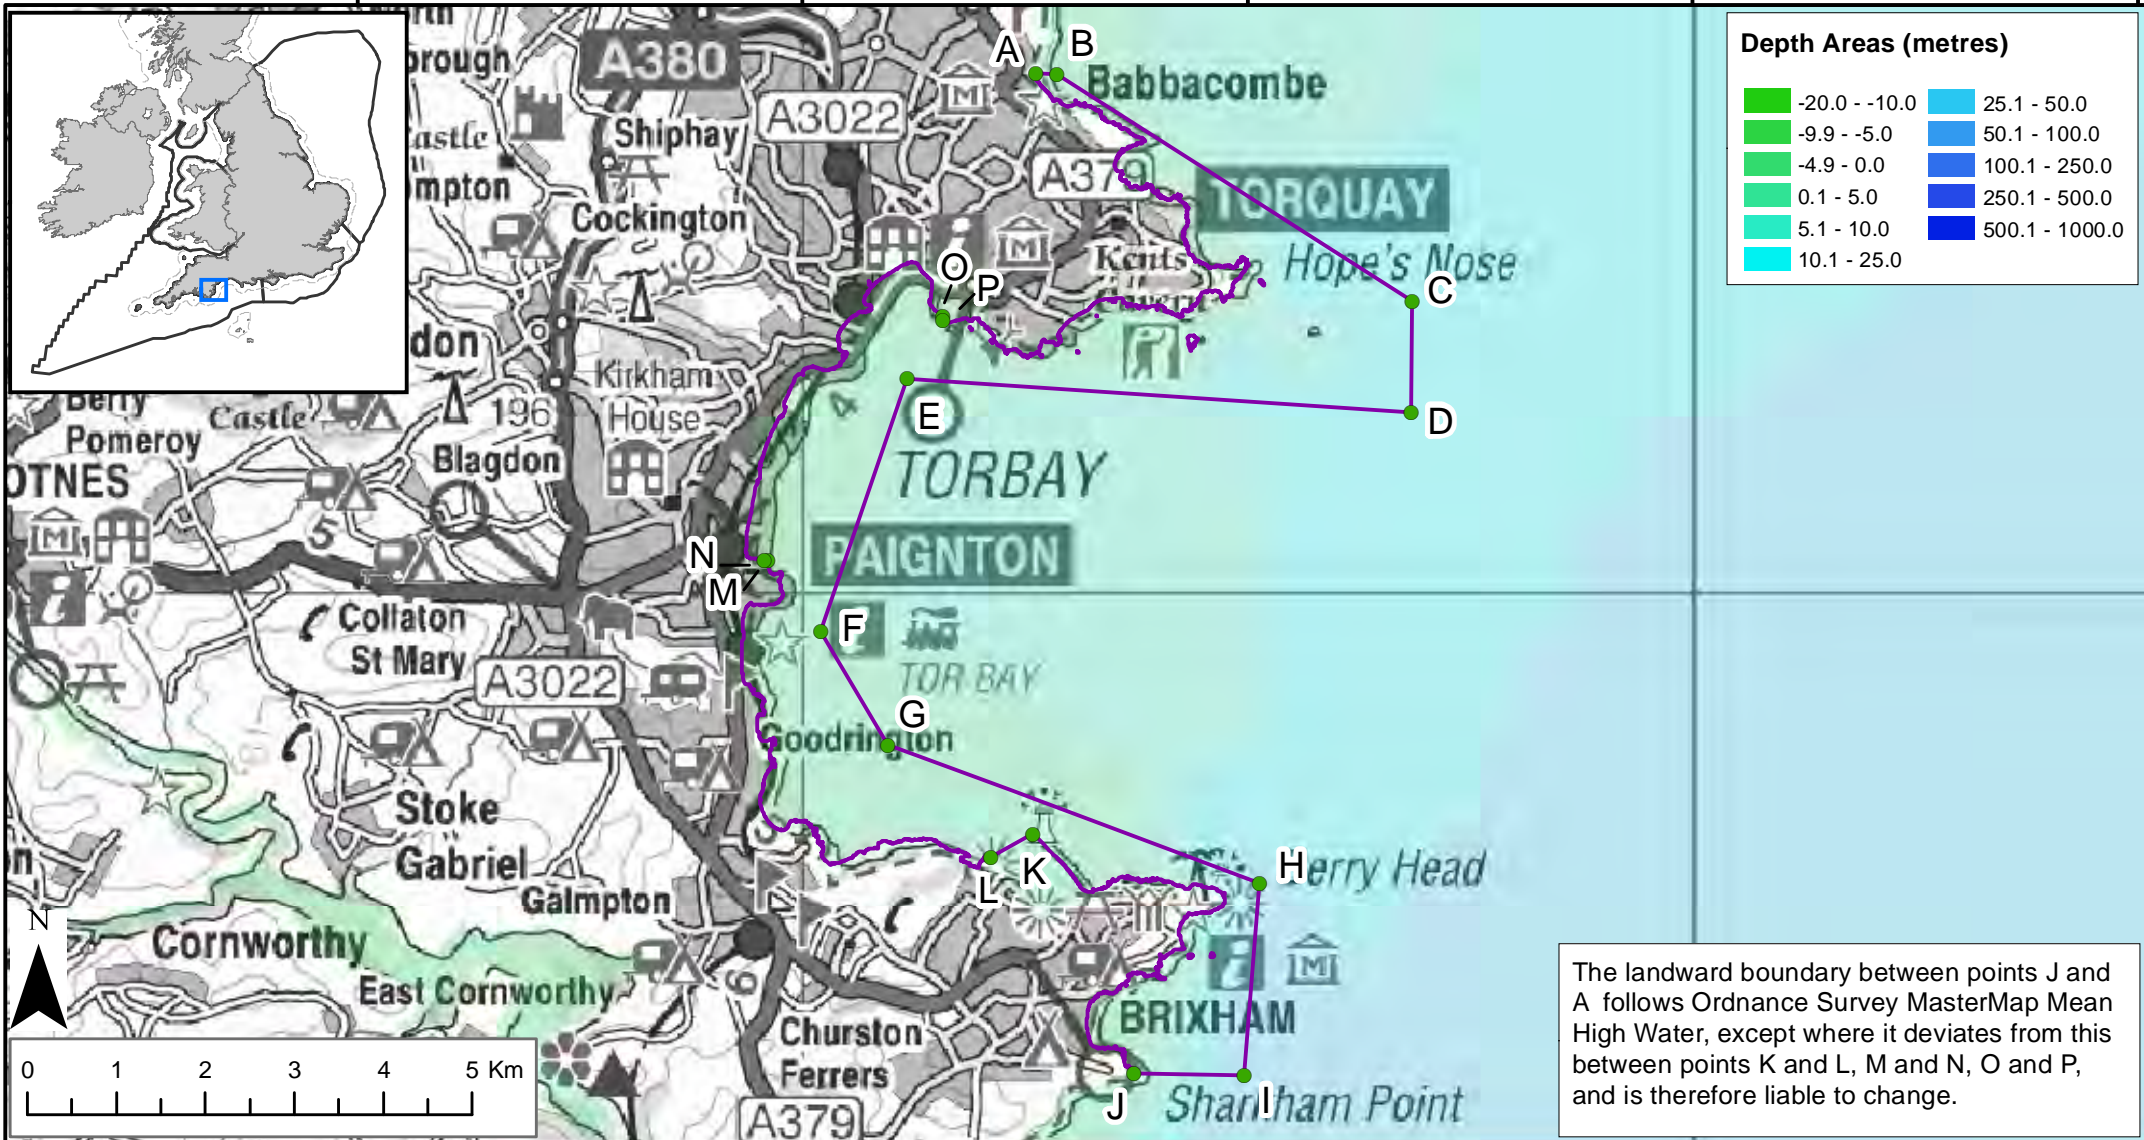 A380
A3022
Shiphay
Cockington
A
B
Babbacombe
A379
TORQUAY
Hope's Nose
Kents
O
P
C
D
E
Kirkham
House
196
Berry
Pomeroy
Castle
Blagdon
OTNES
TORBAY
PAIGNTON
N
M
F
TOR BAY
Collaton
St Mary
A3022
G
Goodrington
Stoke
Gabriel
Galmpton
K
L
H
Berry Head
Cornworthy
East Cornworthy
BRIXHAM
Churston
Ferrers
A379
J
I
Sharkham Point
N
0 1 2 3 4 5 Km
Depth Areas (metres)
-20.0 - -10.0
-9.9 - -5.0
-4.9 - 0.0
0.1 - 5.0
5.1 - 10.0
10.1 - 25.0
25.1 - 50.0
50.1 - 100.0
100.1 - 250.0
250.1 - 500.0
500.1 - 1000.0
The landward boundary between points J and
A follows Ordnance Survey MasterMap Mean
High Water, except where it deviates from this
between points K and L, M and N, O and P,
and is therefore liable to change.